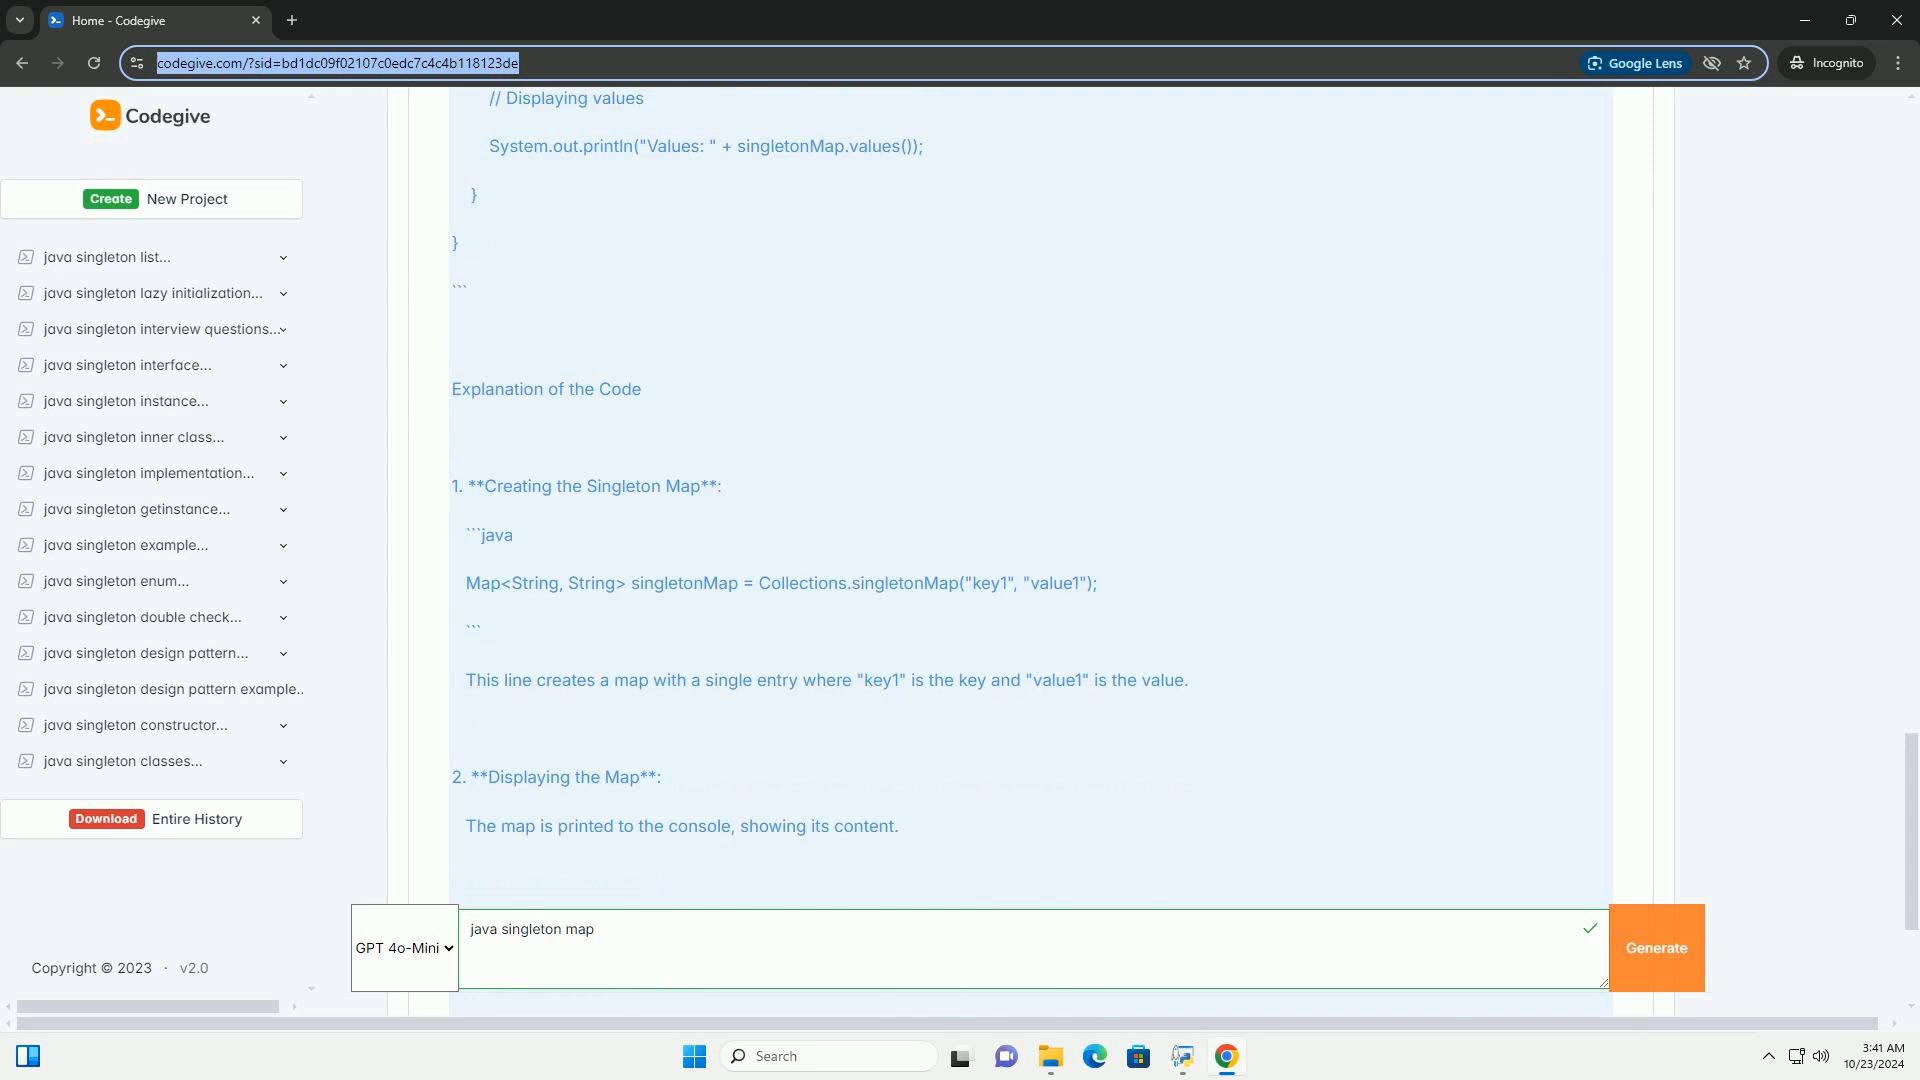 Home - Codegive
codegive.com/?sid=bd1dc09f02107c0edc7c4c4b118123de
Google Lens
Incognito
Codegive
Create New Project
java singleton list...
java singleton lazy initialization...
java singleton interview questions...
java singleton interface...
java singleton instance...
java singleton inner class...
java singleton implementation...
java singleton getinstance...
java singleton example...
java singleton enum...
java singleton double check...
java singleton design pattern...
java singleton design pattern example..
java singleton constructor...
java singleton classes...
Download Entire History
Copyright © 2023 · v2.0
// Displaying values
System.out.println("Values: " + singletonMap.values());
}
}
```
Explanation of the Code
1. **Creating the Singleton Map**:
```java
Map<String, String> singletonMap = Collections.singletonMap("key1", "value1");
```
This line creates a map with a single entry where "key1" is the key and "value1" is the value.
2. **Displaying the Map**:
The map is printed to the console, showing its content.
GPT 4o-Mini
java singleton map
Generate
Search
3:41 AM
10/23/2024